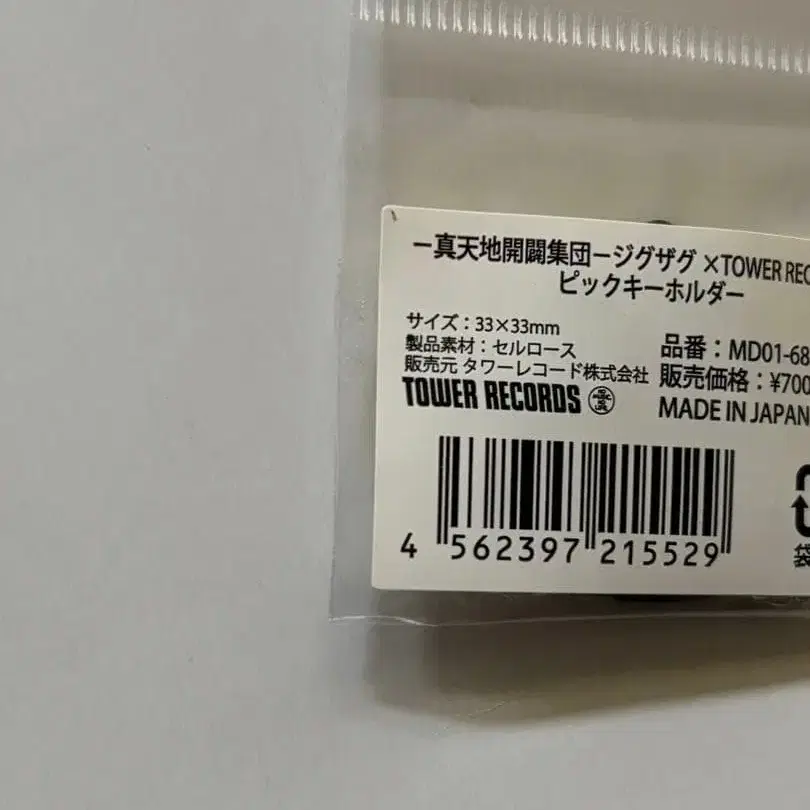 －真天地開闢集団－ジグザグ ×TOWER REC
ピックキーホルダー
サイズ：33×33mm
製品素材：セルロース
販売元 タワーレコード株式会社
TOWER RECORDS
品番：MD01-68
販売価格：¥700
MADE IN JAPAN
4 562397 215529
袋